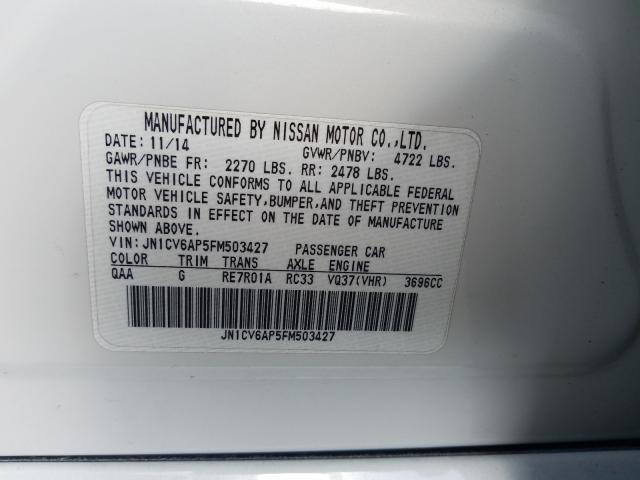 MANUFACTURED BY NISSAN MOTOR CO.,LTD.
DATE: 11/14 GVWR/PNBV: 4722 LBS.
GAWR/PNBE FR: 2270 LBS. RR: 2478 LBS.
THIS VEHICLE CONFORMS TO ALL APPLICABLE FEDERAL
MOTOR VEHICLE SAFETY,BUMPER,AND THEFT PREVENTION
STANDARDS IN EFFECT ON THE DATE OF MANUFACTURE
SHOWN ABOVE.
VIN: JN1CV6AP5FM503427 PASSENGER CAR
COLOR TRIM TRANS AXLE ENGINE
QAA G RE7R01A RC33 VQ37(VHR) 3696CC
JN1CV6AP5FM503427